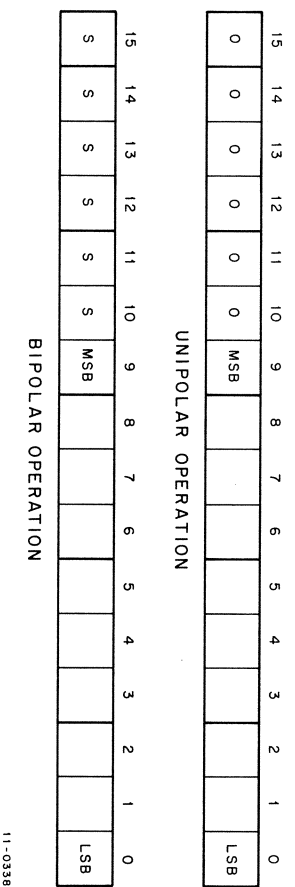 15 14 13 12 11 10 9 8 7 6 5 4 3 2 1 0
0 0 0 0 0 0 MSB LSB
UNIPOLAR OPERATION
15 14 13 12 11 10 9 8 7 6 5 4 3 2 1 0
S S S S S S MSB LSB
BIPOLAR OPERATION
11-0338